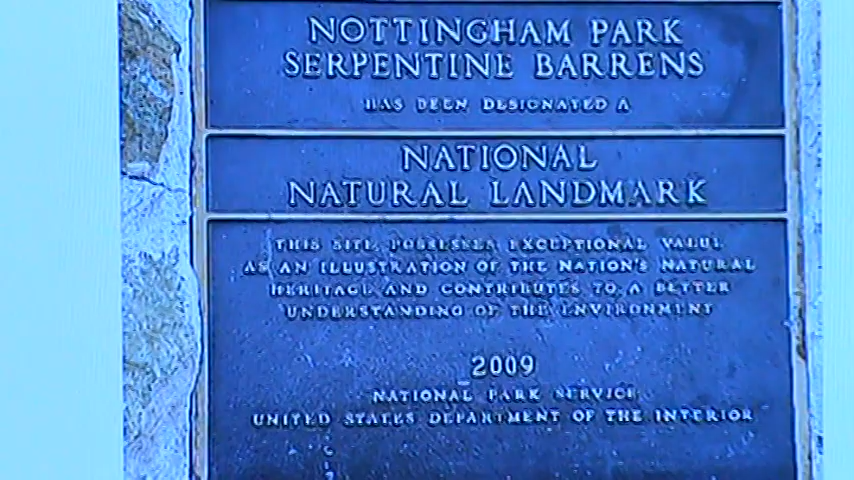 NOTTINGHAM PARK
SERPENTINE BARRENS
HAS BEEN DESIGNATED A
NATIONAL
NATURAL LANDMARK
THIS SITE POSSESSES EXCEPTIONAL VALUE
AS AN ILLUSTRATION OF THE NATION'S NATURAL
HERITAGE AND CONTRIBUTES TO A BETTER
UNDERSTANDING OF THE ENVIRONMENT
2009
NATIONAL PARK SERVICE
UNITED STATES DEPARTMENT OF THE INTERIOR